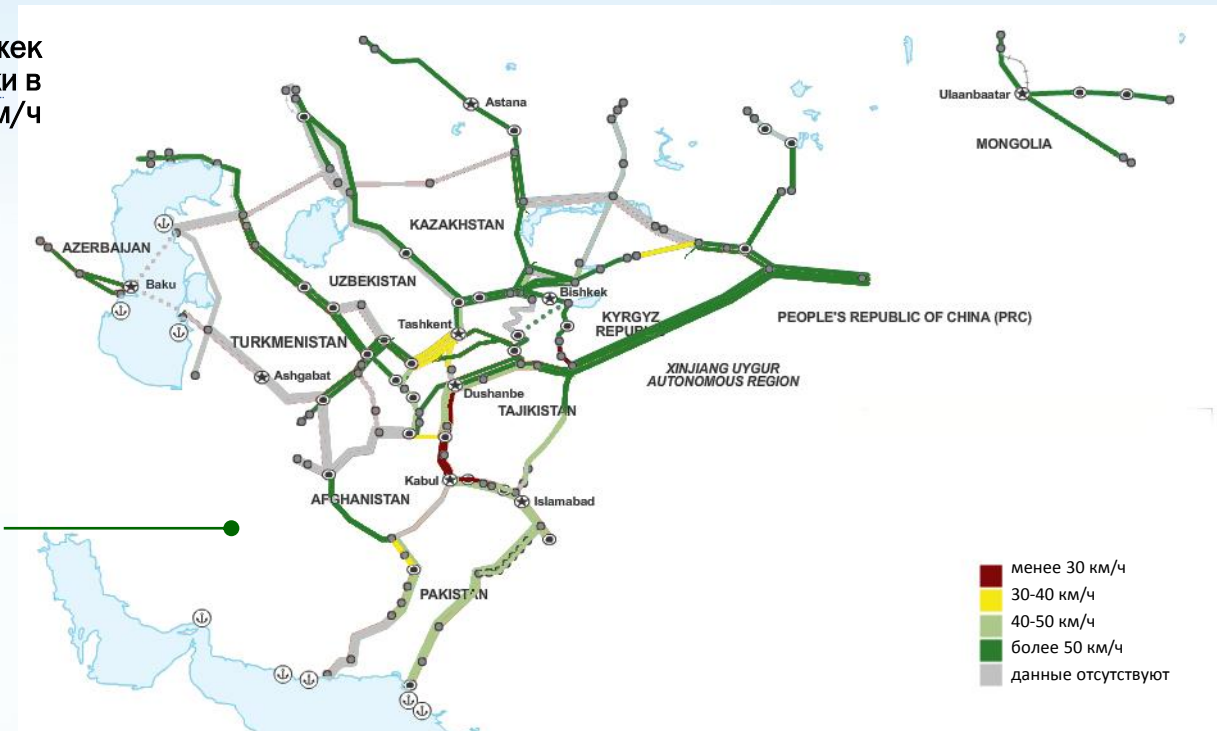 жек
ки в
м/ч
Astana
Ulaanbaatar
MONGOLIA
KAZAKHSTAN
AZERBAIJAN
Baku
UZBEKISTAN
Bishkek
Tashkent
KYRGYZ
REPUBLIC
PEOPLE'S REPUBLIC OF CHINA (PRC)
TURKMENISTAN
XINJIANG UYGUR
AUTONOMOUS REGION
Ashgabat
Dushanbe
TAJIKISTAN
Kabul
Islamabad
AFGHANISTAN
PAKISTAN
менее 30 км/ч
30-40 км/ч
40-50 км/ч
более 50 км/ч
данные отсутствуют